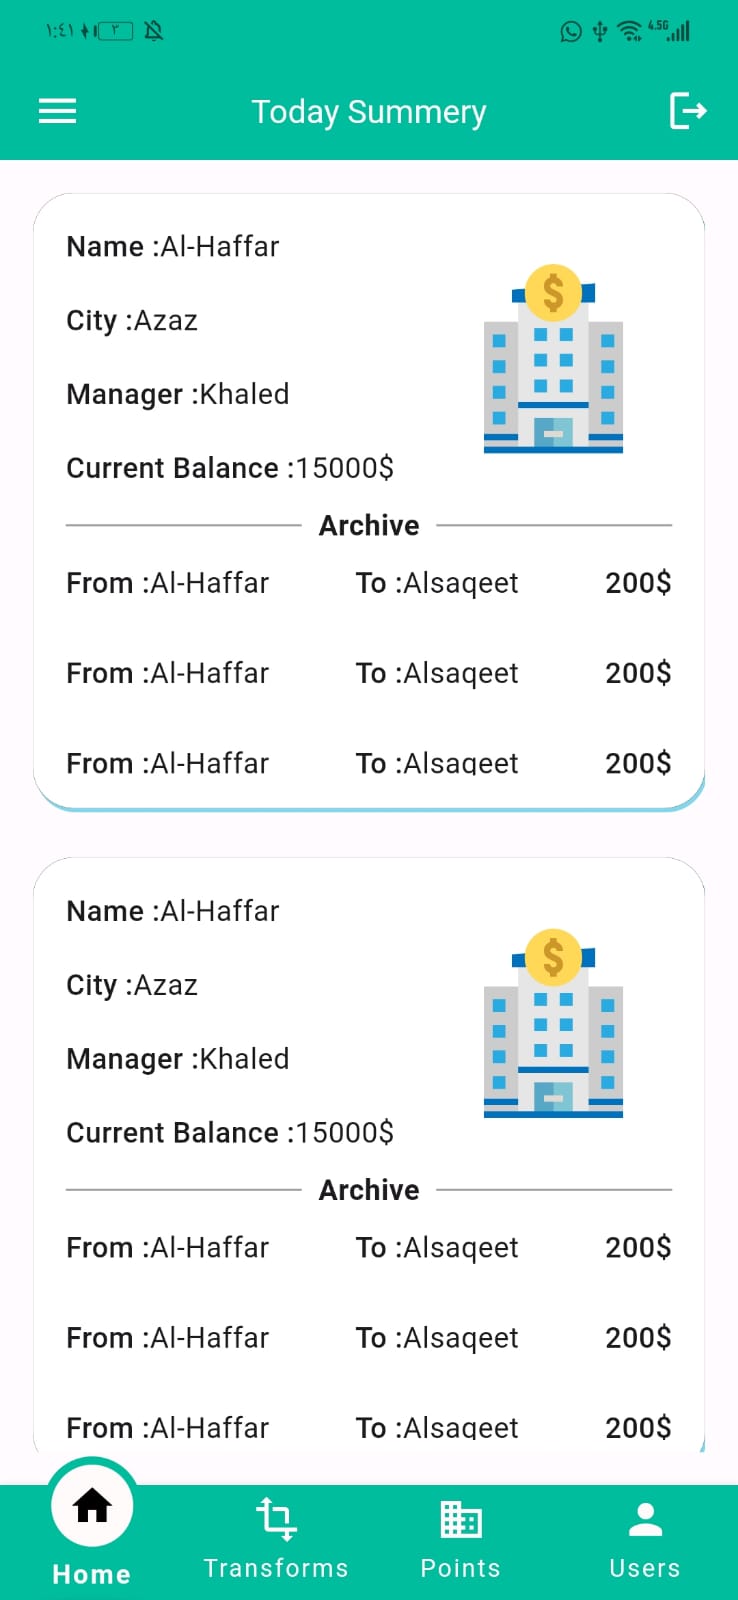 ١:٤١ ٣ 4.5G
Today Summery
Name :Al-Haffar
$
City :Azaz
Manager :Khaled
Current Balance :15000$
Archive
From :Al-Haffar To :Alsaqeet 200$
From :Al-Haffar To :Alsaqeet 200$
From :Al-Haffar To :Alsaqeet 200$
Name :Al-Haffar
$
City :Azaz
Manager :Khaled
Current Balance :15000$
Archive
From :Al-Haffar To :Alsaqeet 200$
From :Al-Haffar To :Alsaqeet 200$
From :Al-Haffar To :Alsaqeet 200$
Home Transforms Points Users